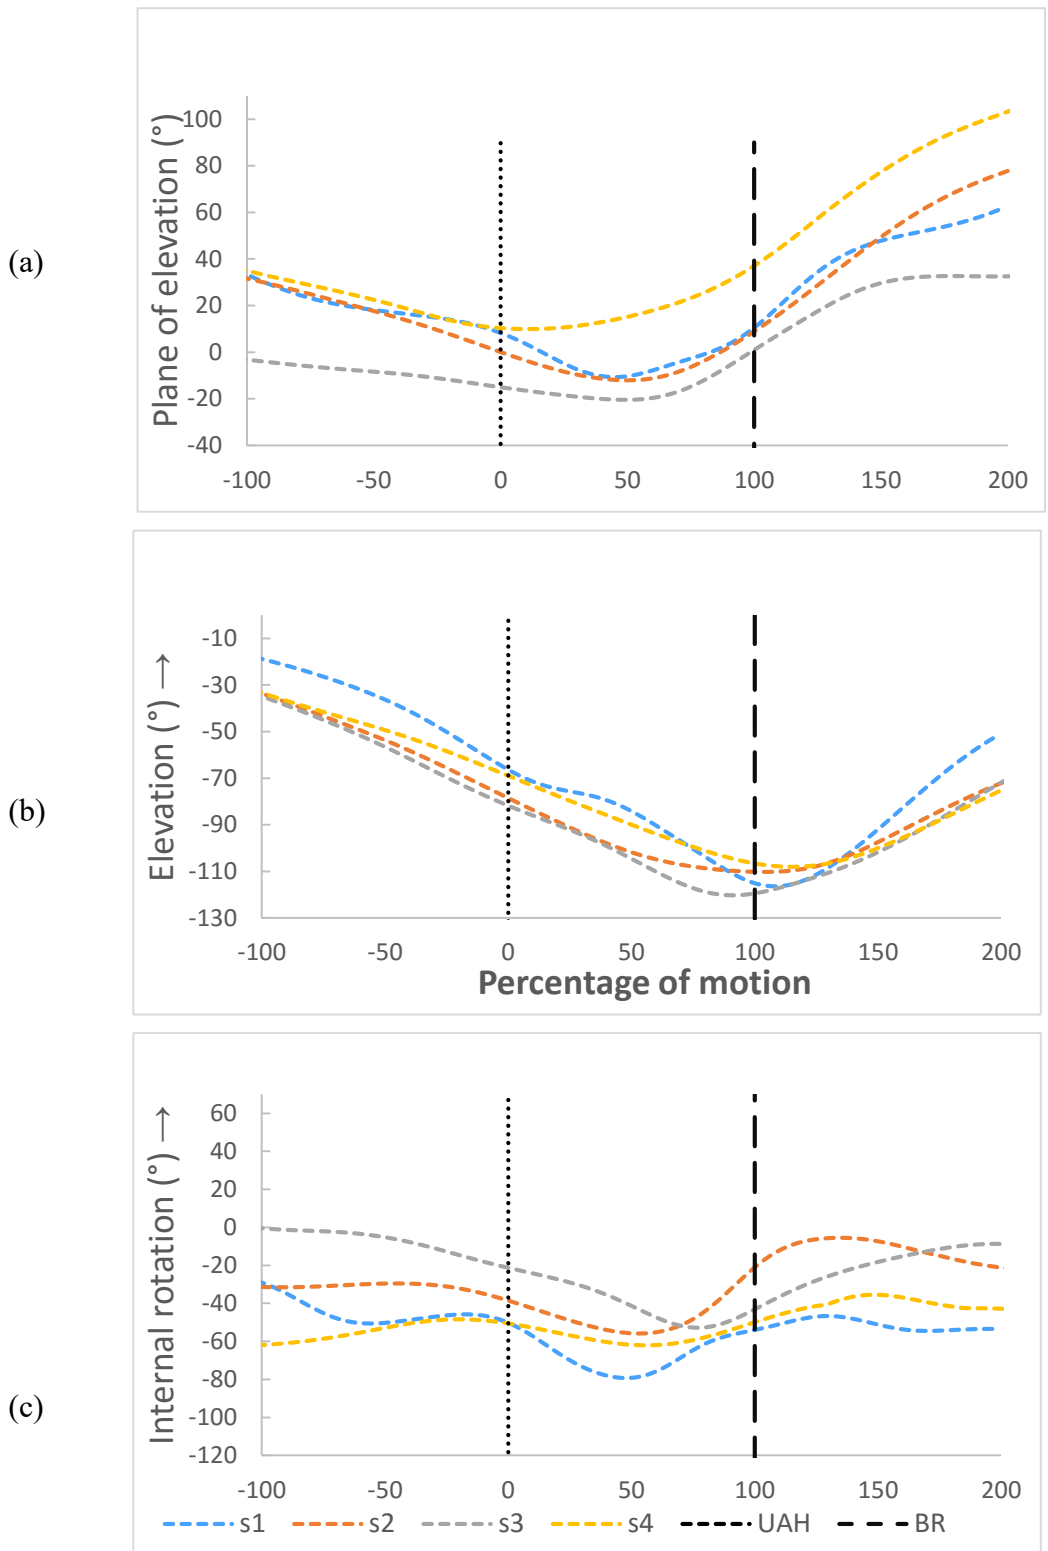 (a)
Plane of elevation (°)
100
80
60
40
20
0
-20
-40
-100 -50 0 50 100 150 200
(b)
Elevation (°) →
-10
-30
-50
-70
-90
-110
-130
-100 -50 0 50 100 150 200
Percentage of motion
(c)
Internal rotation (°) →
60
40
20
0
-20
-40
-60
-80
-100
-120
-100 -50 0 50 100 150 200
s1 s2 s3 s4 UAH BR